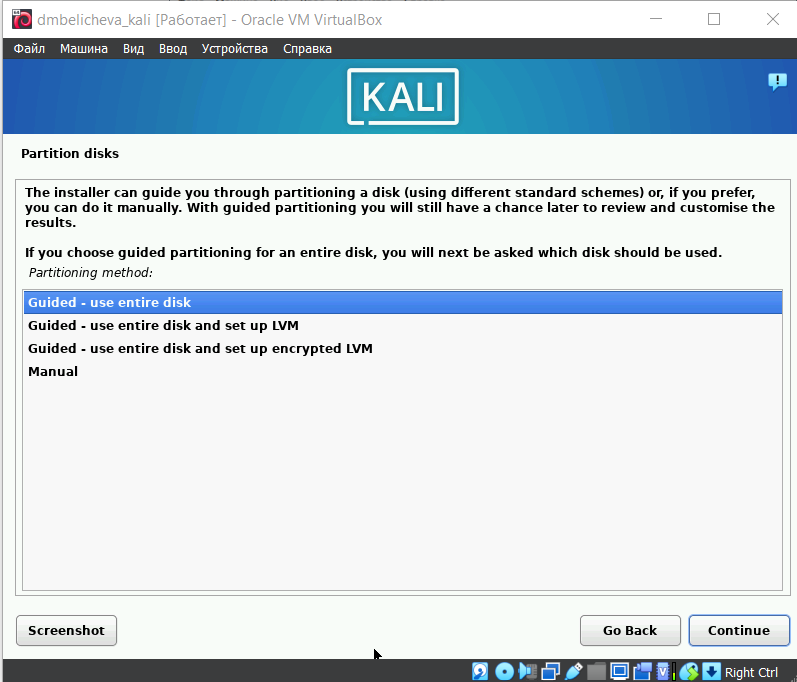 dmbelicheva_kali [Работает] - Oracle VM VirtualBox
Файл Машина Вид Ввод Устройства Справка
KALI
Partition disks
The installer can guide you through partitioning a disk (using different standard schemes) or, if you prefer,
you can do it manually. With guided partitioning you will still have a chance later to review and customise the
results.
If you choose guided partitioning for an entire disk, you will next be asked which disk should be used.
Partitioning method:
Guided - use entire disk
Guided - use entire disk and set up LVM
Guided - use entire disk and set up encrypted LVM
Manual
Screenshot Go Back Continue
Right Ctrl